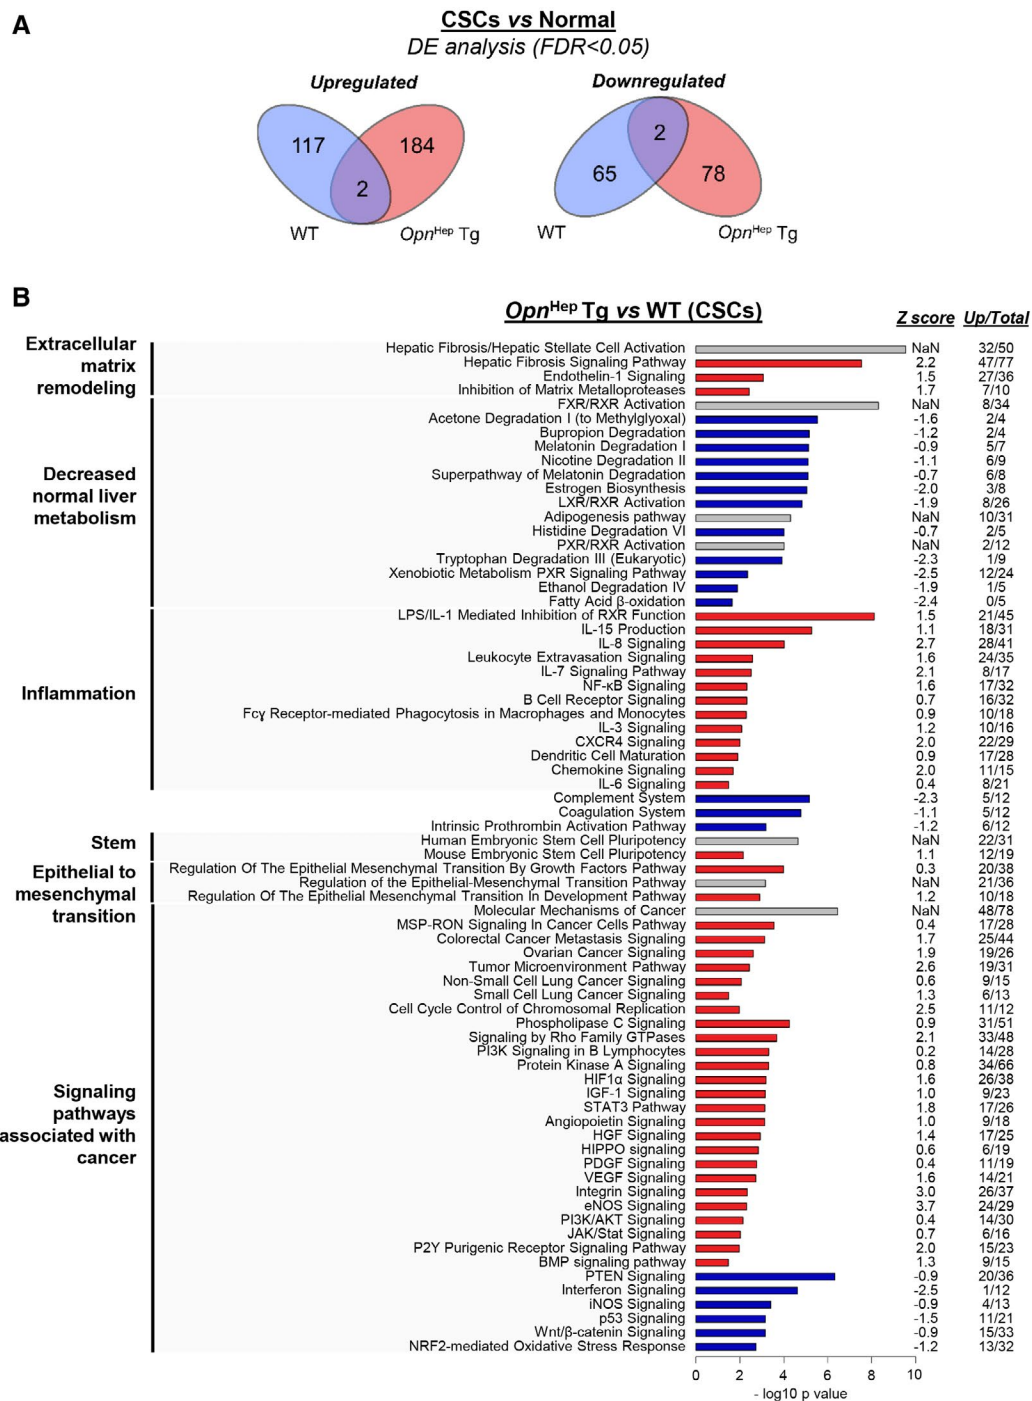 A
CSCs vs Normal
DE analysis (FDR<0.05)
Upregulated
Downregulated
117
184
2
WT
OpnHep Tg
2
65
78
WT
OpnHep Tg
B
OpnHep Tg vs WT (CSCs)
Z score Up/Total
Extracellular
matrix
remodeling
Hepatic Fibrosis/Hepatic Stellate Cell Activation NaN 32/50
Hepatic Fibrosis Signaling Pathway 2.2 47/77
Endothelin-1 Signaling 1.5 27/36
Inhibition of Matrix Metalloproteases 1.7 7/10
Decreased
normal liver
metabolism
FXR/RXR Activation NaN 8/34
Acetone Degradation I (to Methylglyoxal) -1.6 2/4
Bupropion Degradation -1.2 2/4
Melatonin Degradation I -0.9 5/7
Nicotine Degradation II -1.1 6/9
Superpathway of Melatonin Degradation -0.7 6/8
Estrogen Biosynthesis -2.0 3/8
LXR/RXR Activation -1.9 8/26
Adipogenesis pathway NaN 10/31
Histidine Degradation VI -0.7 2/5
PXR/RXR Activation NaN 2/12
Tryptophan Degradation III (Eukaryotic) -2.3 1/9
Xenobiotic Metabolism PXR Signaling Pathway -2.5 12/24
Ethanol Degradation IV -1.9 1/5
Fatty Acid β-oxidation -2.4 0/5
Inflammation
LPS/IL-1 Mediated Inhibition of RXR Function 1.5 21/45
IL-15 Production 1.1 18/31
IL-8 Signaling 2.7 28/41
Leukocyte Extravasation Signaling 1.6 24/35
IL-7 Signaling Pathway 2.1 8/17
NF-κB Signaling 1.6 17/32
B Cell Receptor Signaling 0.7 16/32
Fcγ Receptor-mediated Phagocytosis in Macrophages and Monocytes 0.9 10/18
IL-3 Signaling 1.2 10/16
CXCR4 Signaling 2.0 22/29
Dendritic Cell Maturation 0.9 17/28
Chemokine Signaling 2.0 11/15
IL-6 Signaling 0.4 8/21
Complement System -2.3 5/12
Coagulation System -1.1 5/12
Intrinsic Prothrombin Activation Pathway -1.2 6/12
Stem
Human Embryonic Stem Cell Pluripotency NaN 22/31
Mouse Embryonic Stem Cell Pluripotency 1.1 12/19
Epithelial to
mesenchymal
transition
Regulation Of The Epithelial Mesenchymal Transition By Growth Factors Pathway 0.3 20/38
Regulation of the Epithelial-Mesenchymal Transition Pathway NaN 21/36
Regulation Of The Epithelial Mesenchymal Transition In Development Pathway 1.2 10/18
Signaling
pathways
associated with
cancer
Molecular Mechanisms of Cancer NaN 48/78
MSP-RON Signaling In Cancer Cells Pathway 0.4 17/28
Colorectal Cancer Metastasis Signaling 1.7 25/44
Ovarian Cancer Signaling 1.9 19/26
Tumor Microenvironment Pathway 2.6 19/31
Non-Small Cell Lung Cancer Signaling 0.6 9/15
Small Cell Lung Cancer Signaling 1.3 6/13
Cell Cycle Control of Chromosomal Replication 2.5 11/12
Phospholipase C Signaling 0.9 31/51
Signaling by Rho Family GTPases 2.1 33/48
PI3K Signaling in B Lymphocytes 0.2 14/28
Protein Kinase A Signaling 0.8 34/66
HIF1α Signaling 1.6 26/38
IGF-1 Signaling 1.0 9/23
STAT3 Pathway 1.8 17/26
Angiopoietin Signaling 1.0 9/18
HGF Signaling 1.4 17/25
HIPPO signaling 0.6 6/19
PDGF Signaling 0.4 11/19
VEGF Signaling 1.6 14/21
Integrin Signaling 3.0 26/37
eNOS Signaling 3.7 24/29
PI3K/AKT Signaling 0.4 14/30
JAK/Stat Signaling 0.7 6/16
P2Y Purigenic Receptor Signaling Pathway 2.0 15/23
BMP signaling pathway 1.3 9/15
PTEN Signaling -0.9 20/36
Interferon Signaling -2.5 1/12
iNOS Signaling -0.9 4/13
p53 Signaling -1.5 11/21
Wnt/β-catenin Signaling -0.9 15/33
NRF2-mediated Oxidative Stress Response -1.2 13/32
0 2 4 6 8 10
- log10 p value